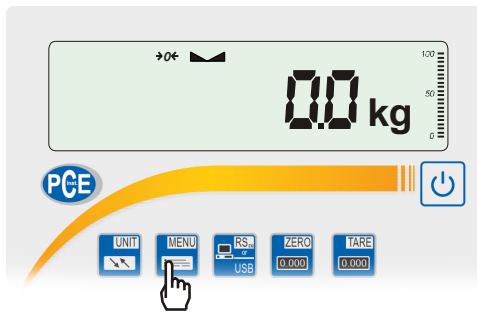 →0← 100
50
0.0 kg
0
PCE
UNIT MENU RS232 ZERO TARE
or
0.000 0.000
USB